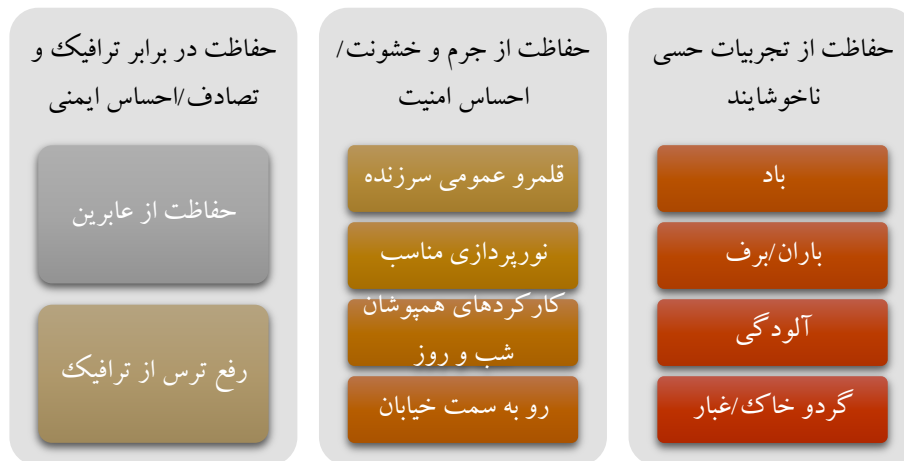 حفاظت از تجربیات حسی
ناخوشایند
باد
باران/برف
آلودگی
گردو خاک/غبار
حفاظت از جرم و خشونت/
احساس امنیت
قلمرو عمومی سرزنده
نورپردازی مناسب
کارکردهای همپوشان
شب و روز
رو به سمت خیابان
حفاظت در برابر ترافیک و
تصادف/احساس ایمنی
حفاظت از عابرین
رفع ترس از ترافیک